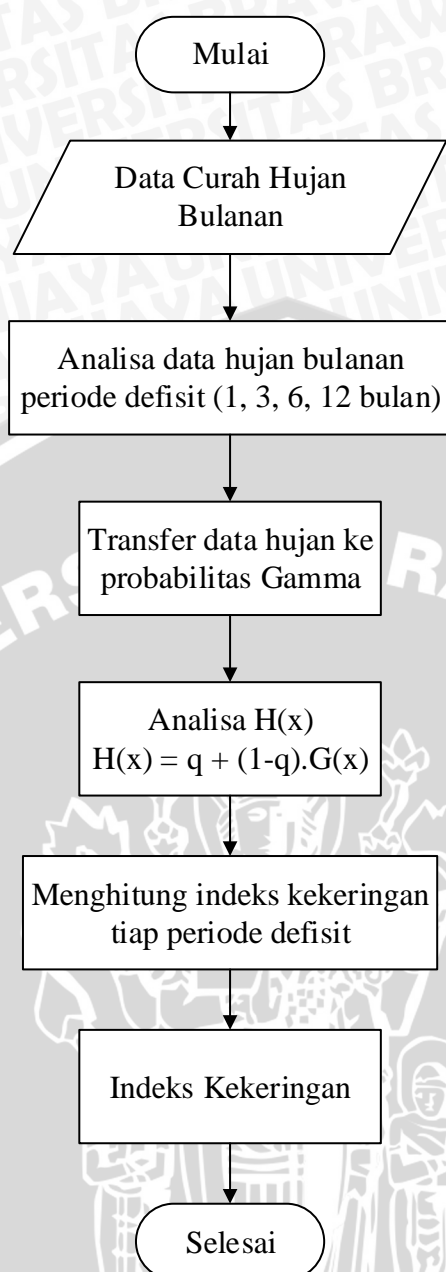 Mulai
Data Curah Hujan
Bulanan
Analisa data hujan bulanan
periode defisit (1, 3, 6, 12 bulan)
Transfer data hujan ke
probabilitas Gamma
Analisa H(x)
H(x) = q + (1-q).G(x)
Menghitung indeks kekeringan
tiap periode defisit
Indeks Kekeringan
Selesai